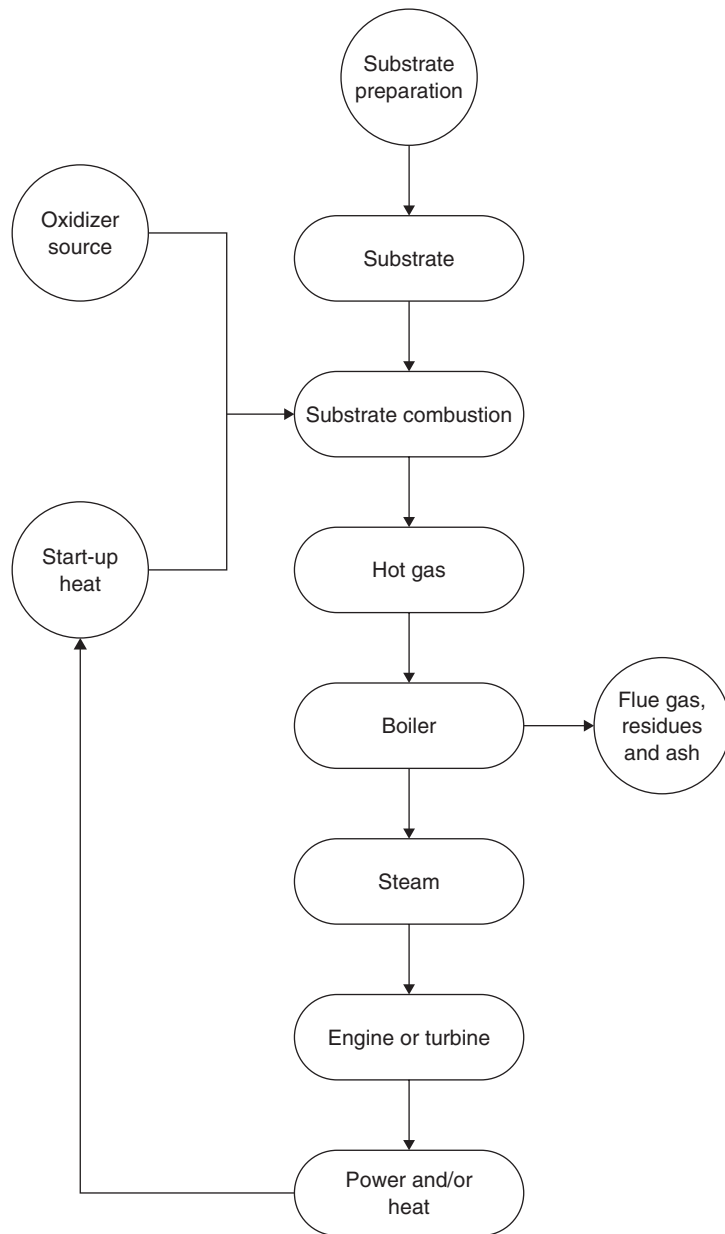 Substrate
preparation
Oxidizer
source
Substrate
Substrate combustion
Start-up
heat
Hot gas
Boiler
Flue gas,
residues
and ash
Steam
Engine or turbine
Power and/or
heat